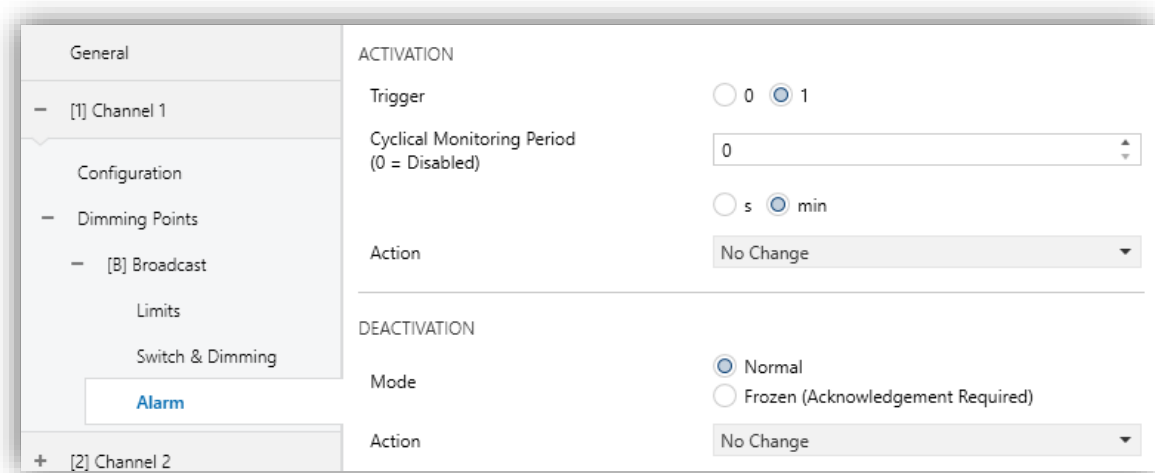 General
− [1] Channel 1
Configuration
− Dimming Points
− [B] Broadcast
Limits
Switch & Dimming
Alarm
+ [2] Channel 2
ACTIVATION
Trigger 0 1
Cyclical Monitoring Period
(0 = Disabled) 0
s min
Action No Change
DEACTIVATION
Mode Normal
Frozen (Acknowledgement Required)
Action No Change